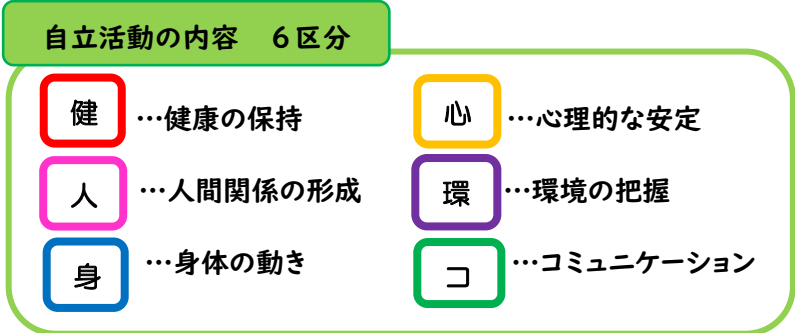 自立活動の内容　６区分
健 …健康の保持
心 …心理的な安定
人 …人間関係の形成
環 …環境の把握
身 …身体の動き
コ …コミュニケーション